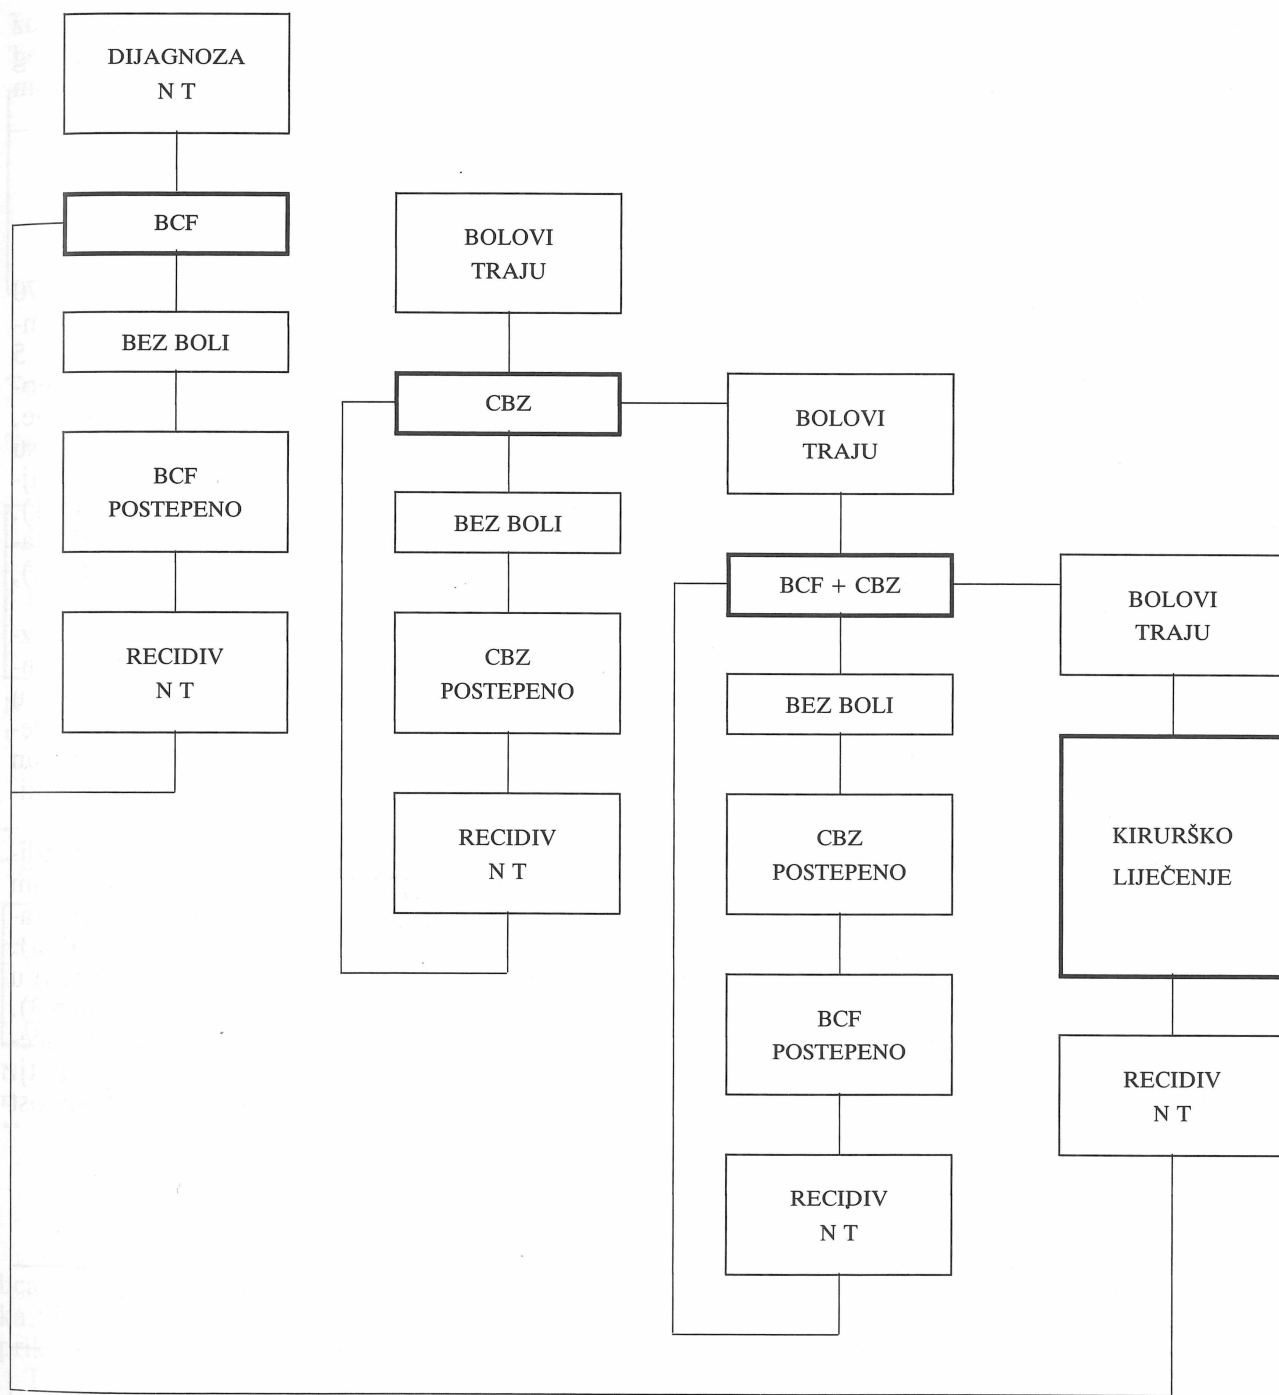 DIJAGNOZA
N T
BCF
BEZ BOLI
BCF
POSTEPENO
RECIDIV
N T
BOLOVI
TRAJU
CBZ
BEZ BOLI
CBZ
POSTEPENO
RECIDIV
N T
BOLOVI
TRAJU
BCF + CBZ
BEZ BOLI
CBZ
POSTEPENO
BCF
POSTEPENO
RECIDIV
N T
BOLOVI
TRAJU
KIRURŠKO
LIJEČENJE
RECIDIV
N T